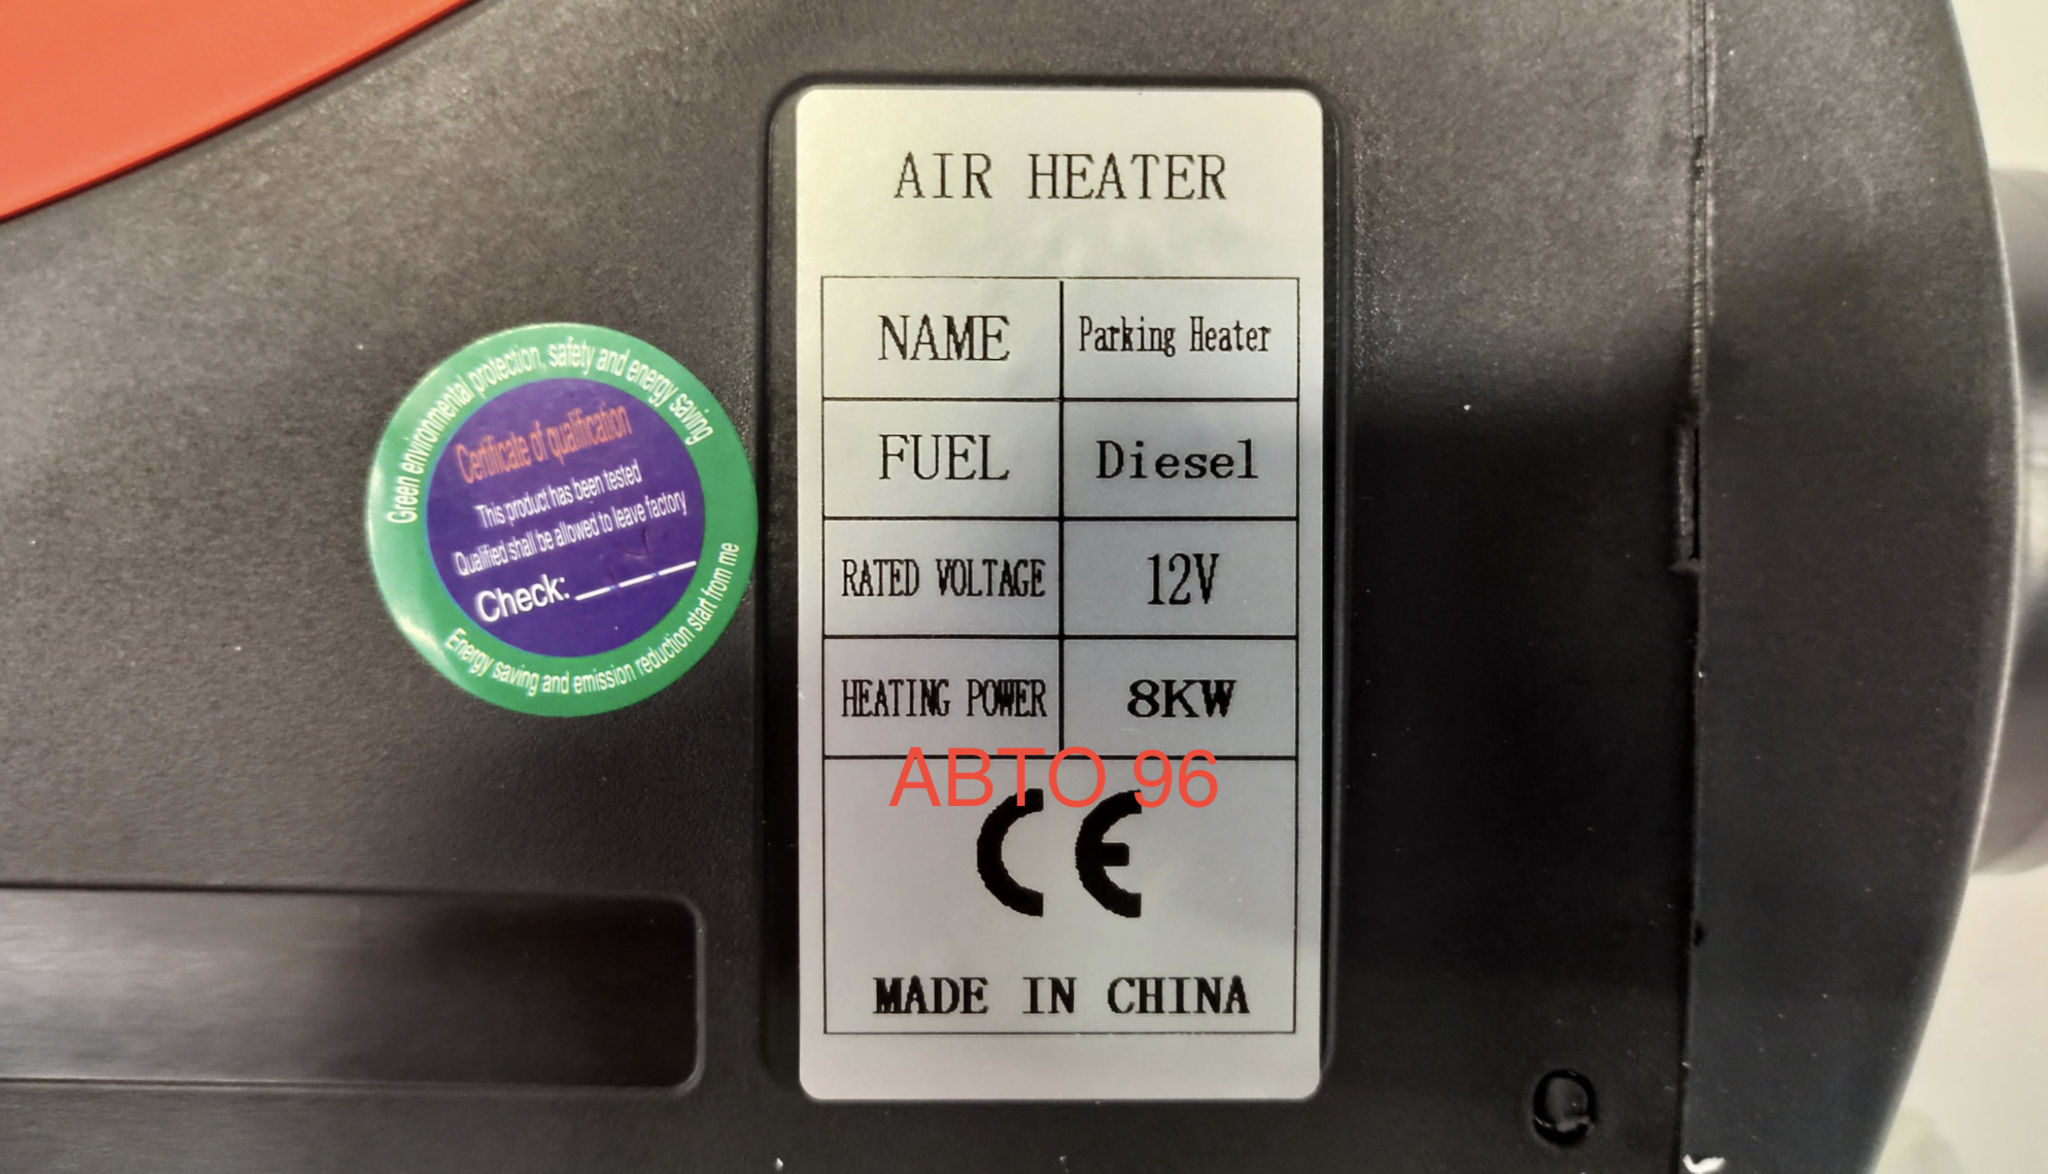 Green environmental protection, safety and energy saving
Certificate of qualification
This product has been tested
Qualified shall be allowed to leave factory
Check:
Energy saving and emission reduction start from me
AIR HEATER
NAME Parking Heater
FUEL Diesel
RATED VOLTAGE 12V
HEATING POWER 8KW
АВТО 96
CE
MADE IN CHINA